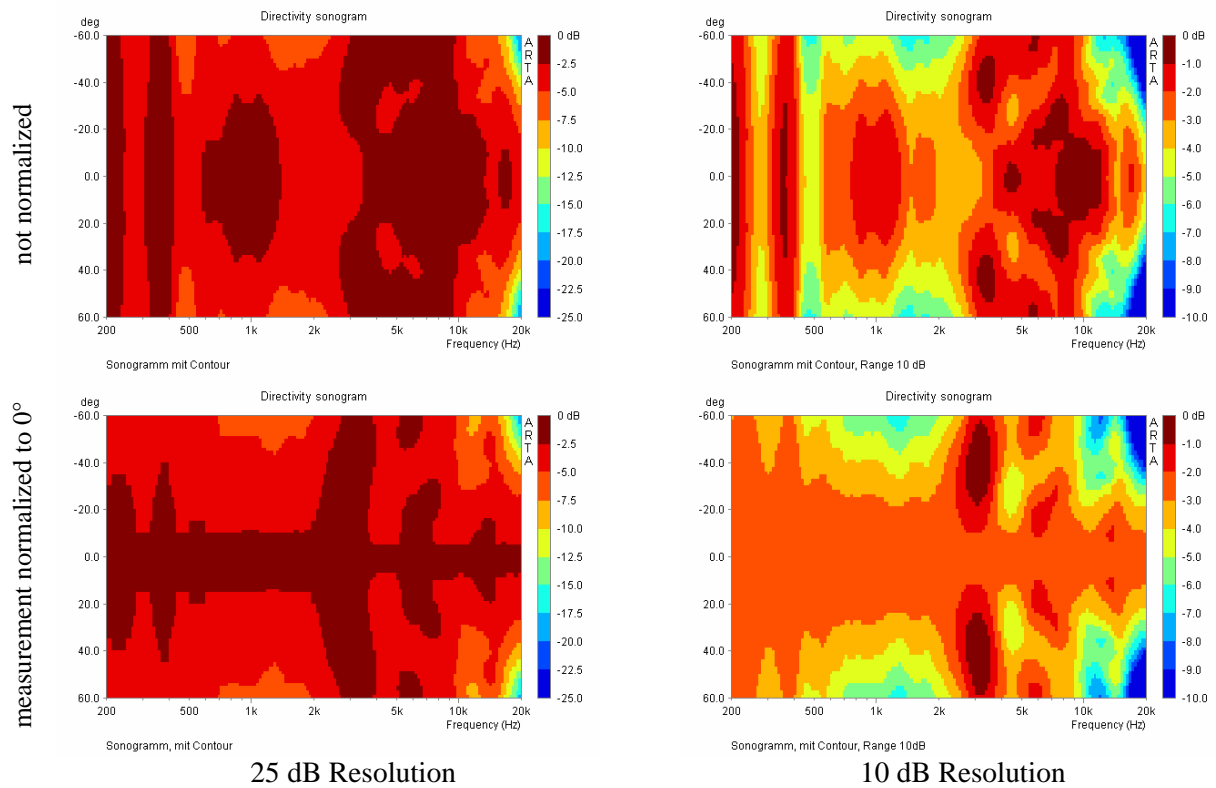 Directivity sonogram
deg
-60.0
-40.0
-20.0
0.0
20.0
40.0
60.0
200
500
1k
2k
5k
10k
20k
Frequency (Hz)
0 dB
-2.5
-5.0
-7.5
-10.0
-12.5
-15.0
-17.5
-20.0
-22.5
-25.0
A
R
T
A
Sonogramm mit Contour
not normalized
Directivity sonogram
deg
-60.0
-40.0
-20.0
0.0
20.0
40.0
60.0
200
500
1k
2k
5k
10k
20k
Frequency (Hz)
0 dB
-1.0
-2.0
-3.0
-4.0
-5.0
-6.0
-7.0
-8.0
-9.0
-10.0
A
R
T
A
Sonogramm mit Contour, Range 10 dB
Directivity sonogram
deg
-60.0
-40.0
-20.0
0.0
20.0
40.0
60.0
200
500
1k
2k
5k
10k
20k
Frequency (Hz)
0 dB
-2.5
-5.0
-7.5
-10.0
-12.5
-15.0
-17.5
-20.0
-22.5
-25.0
A
R
T
A
Sonogramm, mit Contour
measurement normalized to 0°
25 dB Resolution
Directivity sonogram
deg
-60.0
-40.0
-20.0
0.0
20.0
40.0
60.0
200
500
1k
2k
5k
10k
20k
Frequency (Hz)
0 dB
-1.0
-2.0
-3.0
-4.0
-5.0
-6.0
-7.0
-8.0
-9.0
-10.0
A
R
T
A
Sonogramm, mit Contour, Range 10dB
10 dB Resolution